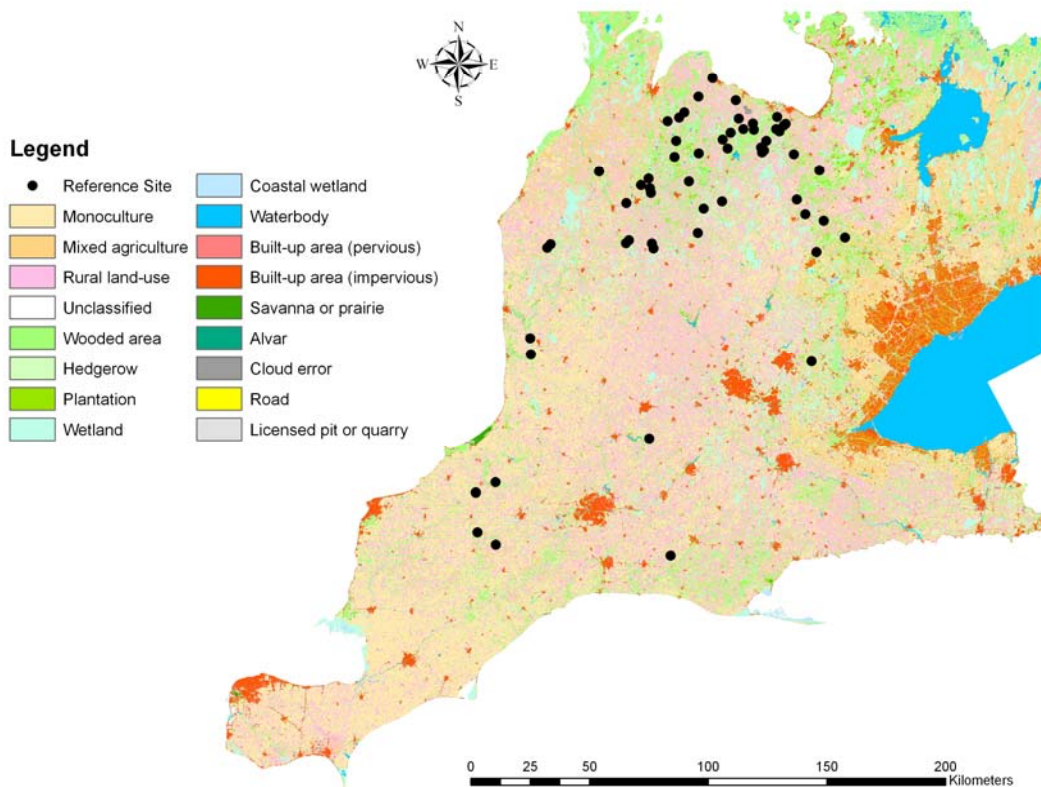 N
W E
S
Legend
Reference Site
Monoculture
Mixed agriculture
Rural land-use
Unclassified
Wooded area
Hedgerow
Plantation
Wetland
Coastal wetland
Waterbody
Built-up area (pervious)
Built-up area (impervious)
Savanna or prairie
Alvar
Cloud error
Road
Licensed pit or quarry
0 25 50 100 150 200
Kilometers